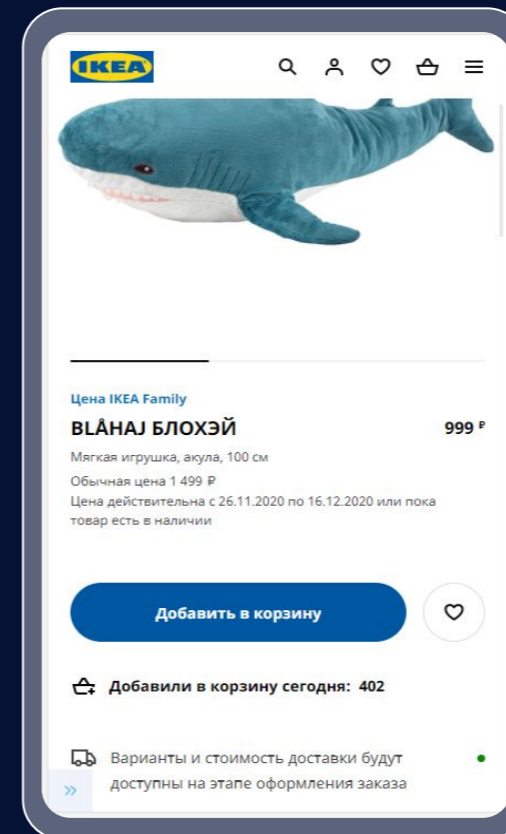 IKEA
Цена IKEA Family
BLÅHAJ БЛОХЭЙ 999 ₽
Мягкая игрушка, акула, 100 см
Обычная цена 1 499 ₽
Цена действительна с 26.11.2020 по 16.12.2020 или пока
товар есть в наличии
Добавить в корзину
Добавили в корзину сегодня: 402
Варианты и стоимость доставки будут
доступны на этапе оформления заказа